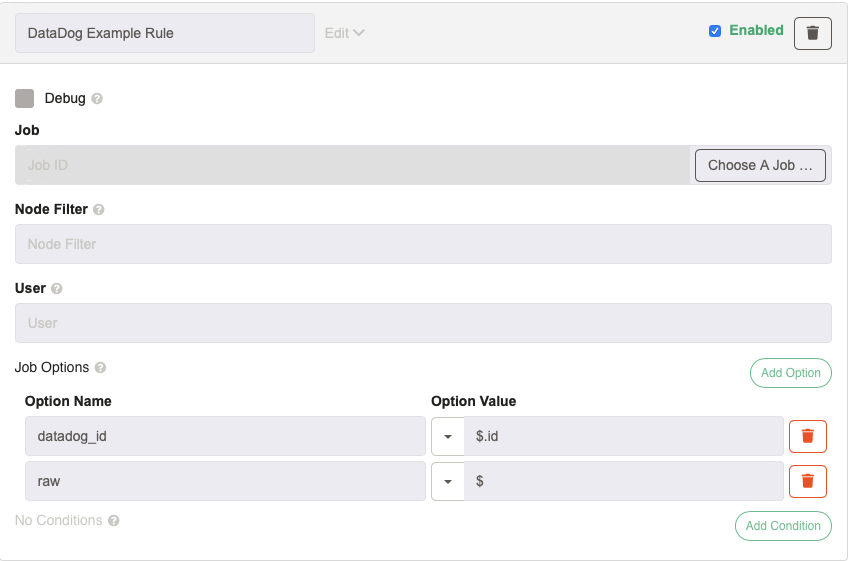 DataDog Example Rule Edit Enabled
Debug ?
Job
Job ID Choose A Job ...
Node Filter ?
Node Filter
User ?
User
Job Options ? Add Option
Option Name Option Value
datadog_id $.id
raw $
No Conditions ? Add Condition